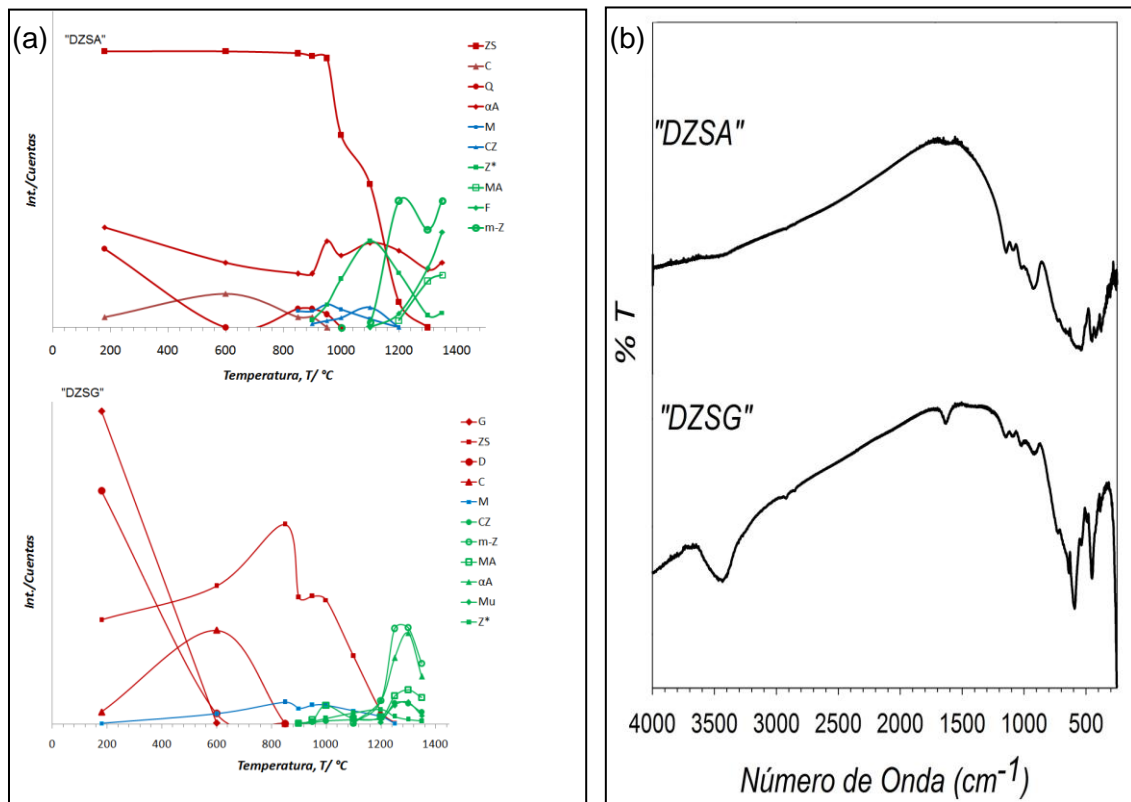 (a)
"DZSA"
Int./Cuentas
ZS
C
Q
αA
M
CZ
Z*
MA
F
m-Z
0 200 400 600 800 1000 1200 1400
Temperatura, T/ °C
"DZSG"
Int./Cuentas
G
ZS
D
C
M
CZ
m-Z
MA
αA
Mu
Z*
0 200 400 600 800 1000 1200 1400
Temperatura, T/ °C
(b)
"DZSA"
% T
"DZSG"
4000 3500 3000 2500 2000 1500 1000 500
Número de Onda (cm-1)